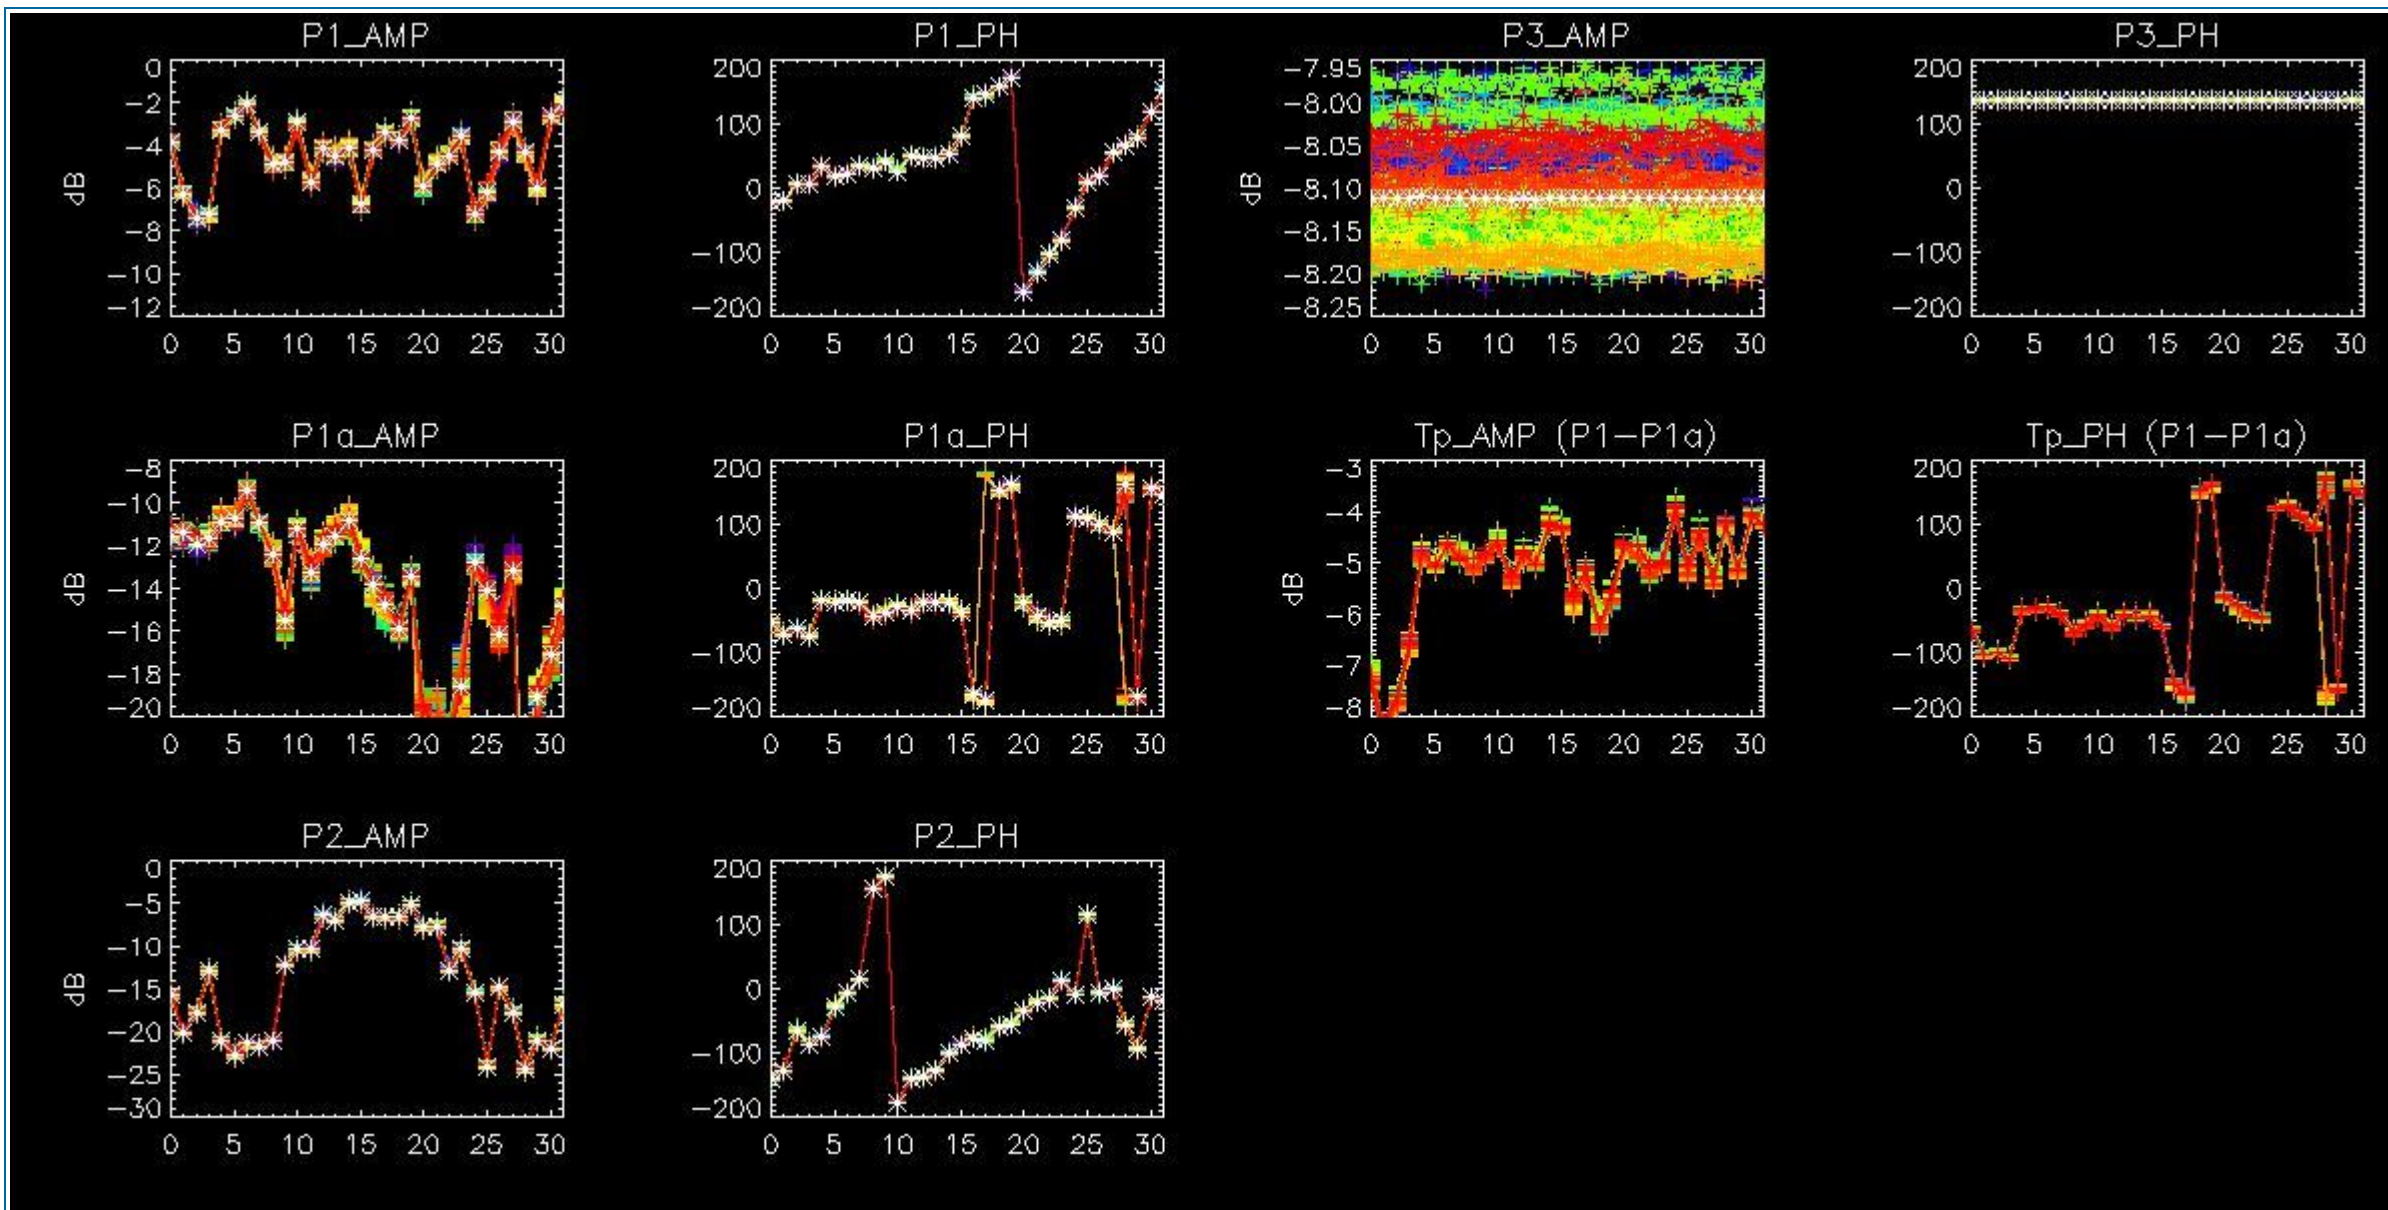 P1_AMP P1_PH P3_AMP P3_PH
0 200 -7.95 200
-2 100 -8.00 100
-4 0 -8.05 0
-6 -100 -8.10 -100
-8 -200 -8.15 -200
-10 -8.20
-12 -8.25
dB dB
0 5 10 15 20 25 30 0 5 10 15 20 25 30 0 5 10 15 20 25 30 0 5 10 15 20 25 30
P1a_AMP P1a_PH Tp_AMP (P1-P1a) Tp_PH (P1-P1a)
-8 200 -3 200
-10 100 -4 100
-12 0 -5 0
-14 -100 -6 -100
-16 -200 -7 -200
-18 -8
-20
dB dB
0 5 10 15 20 25 30 0 5 10 15 20 25 30 0 5 10 15 20 25 30 0 5 10 15 20 25 30
P2_AMP P2_PH
0 200
-5 100
-10 0
-15 -100
-20 -200
-25
-30
dB
0 5 10 15 20 25 30 0 5 10 15 20 25 30